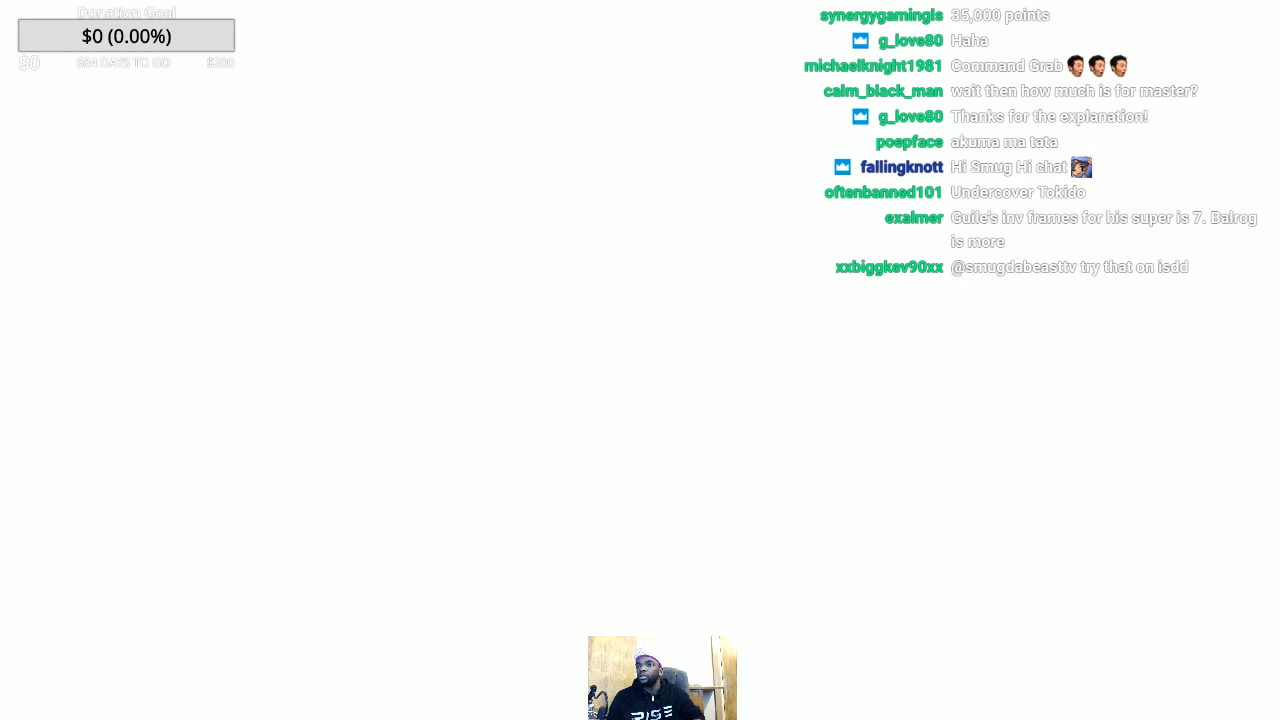 Donation Goal
$0 (0.00%)
$0 684 DAYS TO GO $200
synergygamingls 35,000 points
g_love80 Haha
michaelknight1981 Command Grab
calm_black_man wait then how much is for master?
g_love80 Thanks for the explanation!
poepface akuma ma tata
fallingknott Hi Smug Hi chat
oftenbanned101 Undercover Tokido
exalmer Guile's inv frames for his super is 7. Balrog
is more
xxbiggkev90xx @smugdabeasttv try that on isdd
RISE